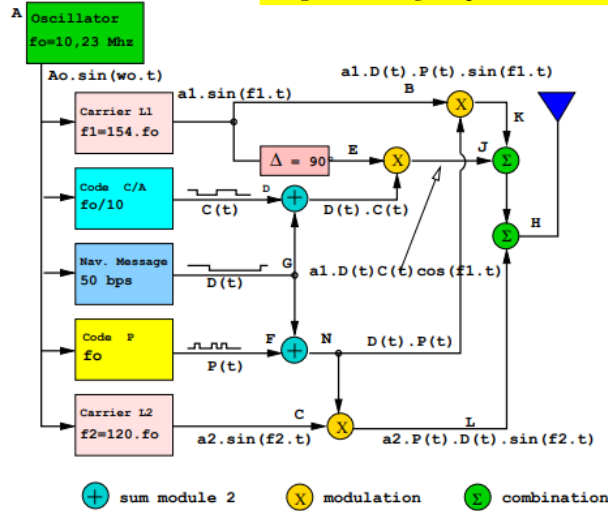 A
Oscillator
fo=10,23 Mhz
Ao.sin(wo.t)
a1.D(t).P(t).sin(f1.t)
Carrier L1
f1=154.fo
a1.sin(f1.t)
B
X
K
Δ = 90°
E
X
J
Σ
Code C/A
fo/10
C(t)
D
+
D(t).C(t)
Σ
H
Nav. Message
50 bps
D(t)
G
a1.D(t)C(t)cos(f1.t)
Code P
fo
P(t)
F
+
N
D(t).P(t)
Carrier L2
f2=120.fo
C
a2.sin(f2.t)
X
L
a2.P(t).D(t).sin(f2.t)
+ sum module 2
X modulation
Σ combination